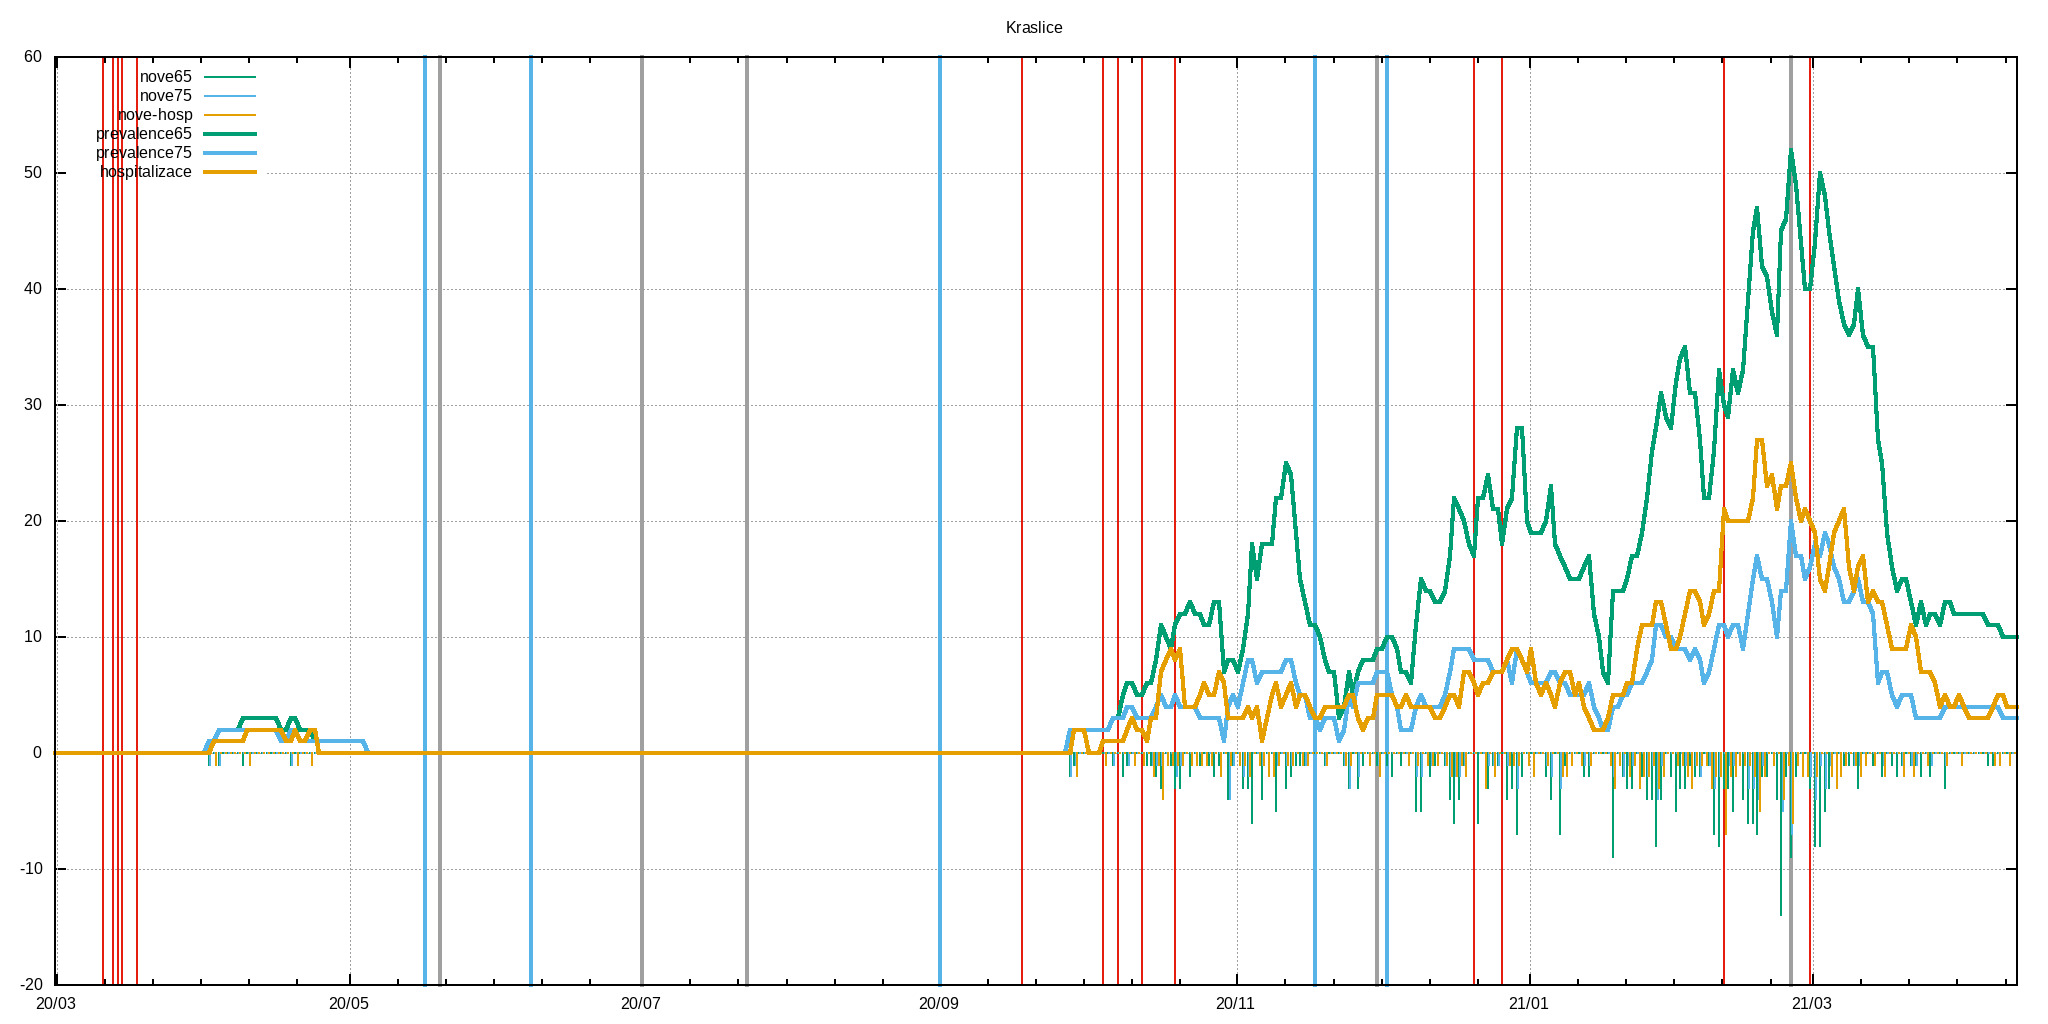 Kraslice
60
50
40
30
20
10
0
-10
-20
nove65
nove75
nove-hosp
prevalence65
prevalence75
hospitalizace
20/03 20/05 20/07 20/09 20/11 21/01 21/03